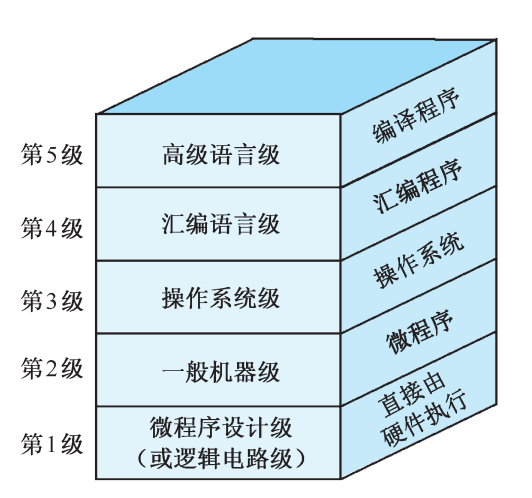 编译程序
第5级 高级语言级
汇编程序
第4级 汇编语言级
操作系统
第3级 操作系统级
微程序
第2级 一般机器级
直接由
硬件执行
第1级 微程序设计级
（或逻辑电路级）